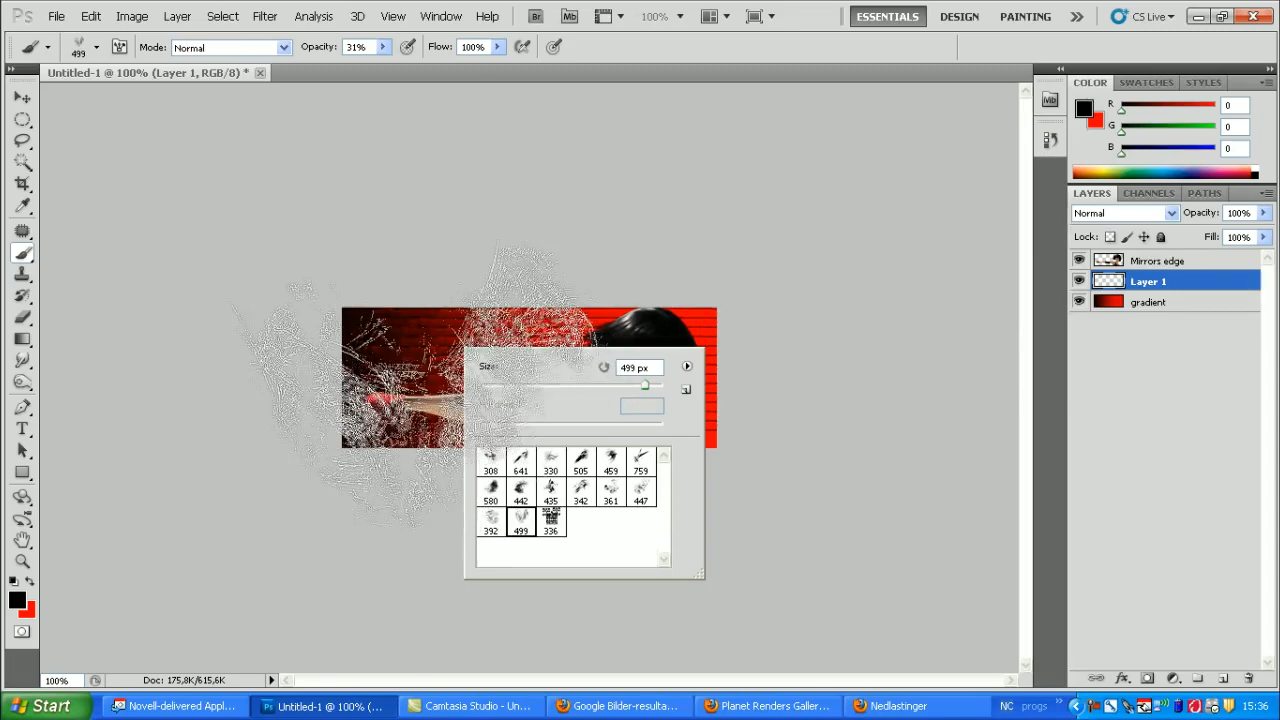 Ps File Edit Image Layer Select Filter Analysis 3D View Window Help Br Mb 100% ESSENTIALS DESIGN PAINTING CS Live
499 Mode: Normal Opacity: 31% Flow: 100%
Untitled-1 @ 100% (Layer 1, RGB/8) *
COLOR SWATCHES STYLES
Mb
R 0
G 0
B 0
LAYERS CHANNELS PATHS
Normal Opacity: 100%
Lock: Fill: 100%
Mirrors edge
Layer 1
gradient
Size: 499 px
308 641 330 505 459 759
580 442 435 342 361 447
392 499 336
100% Doc: 175,8K/615,6K
Start Novell-delivered Appl... Untitled-1 @ 100% (... Camtasia Studio - Un... Google Bilder-resulta... Planet Renders Galler... Nedlastinger NC progs 15:36